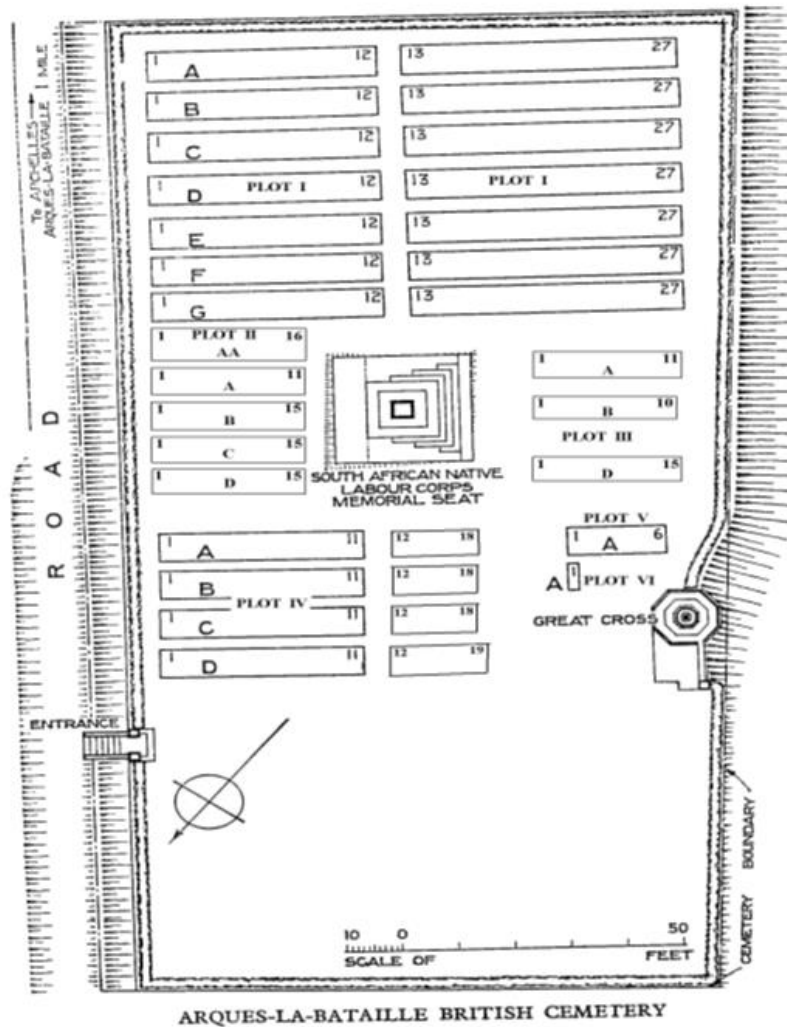 To ARCHELLES
ARQUES-LA-BATAILLE 1 MILE
ROAD
1 A 12 13 27
1 B 12 13 27
1 C 12 13 27
1 D PLOT I 12 13 PLOT I 27
1 E 12 13 27
1 F 12 13 27
1 G 12 13 27
1 PLOT II 16
AA
1 A 11
1 B 15
1 C 15
1 D 15
SOUTH AFRICAN NATIVE
LABOUR CORPS
MEMORIAL SEAT
1 A 11
1 B 10
PLOT III
1 D 15
PLOT V
1 A 6
A 1 PLOT VI
GREAT CROSS
1 A 11 12 18
1 B 11 12 18
PLOT IV
1 C 11 12 18
1 D 11 12 19
ENTRANCE
CEMETERY BOUNDARY
10 0 50
SCALE OF FEET
ARQUES-LA-BATAILLE BRITISH CEMETERY